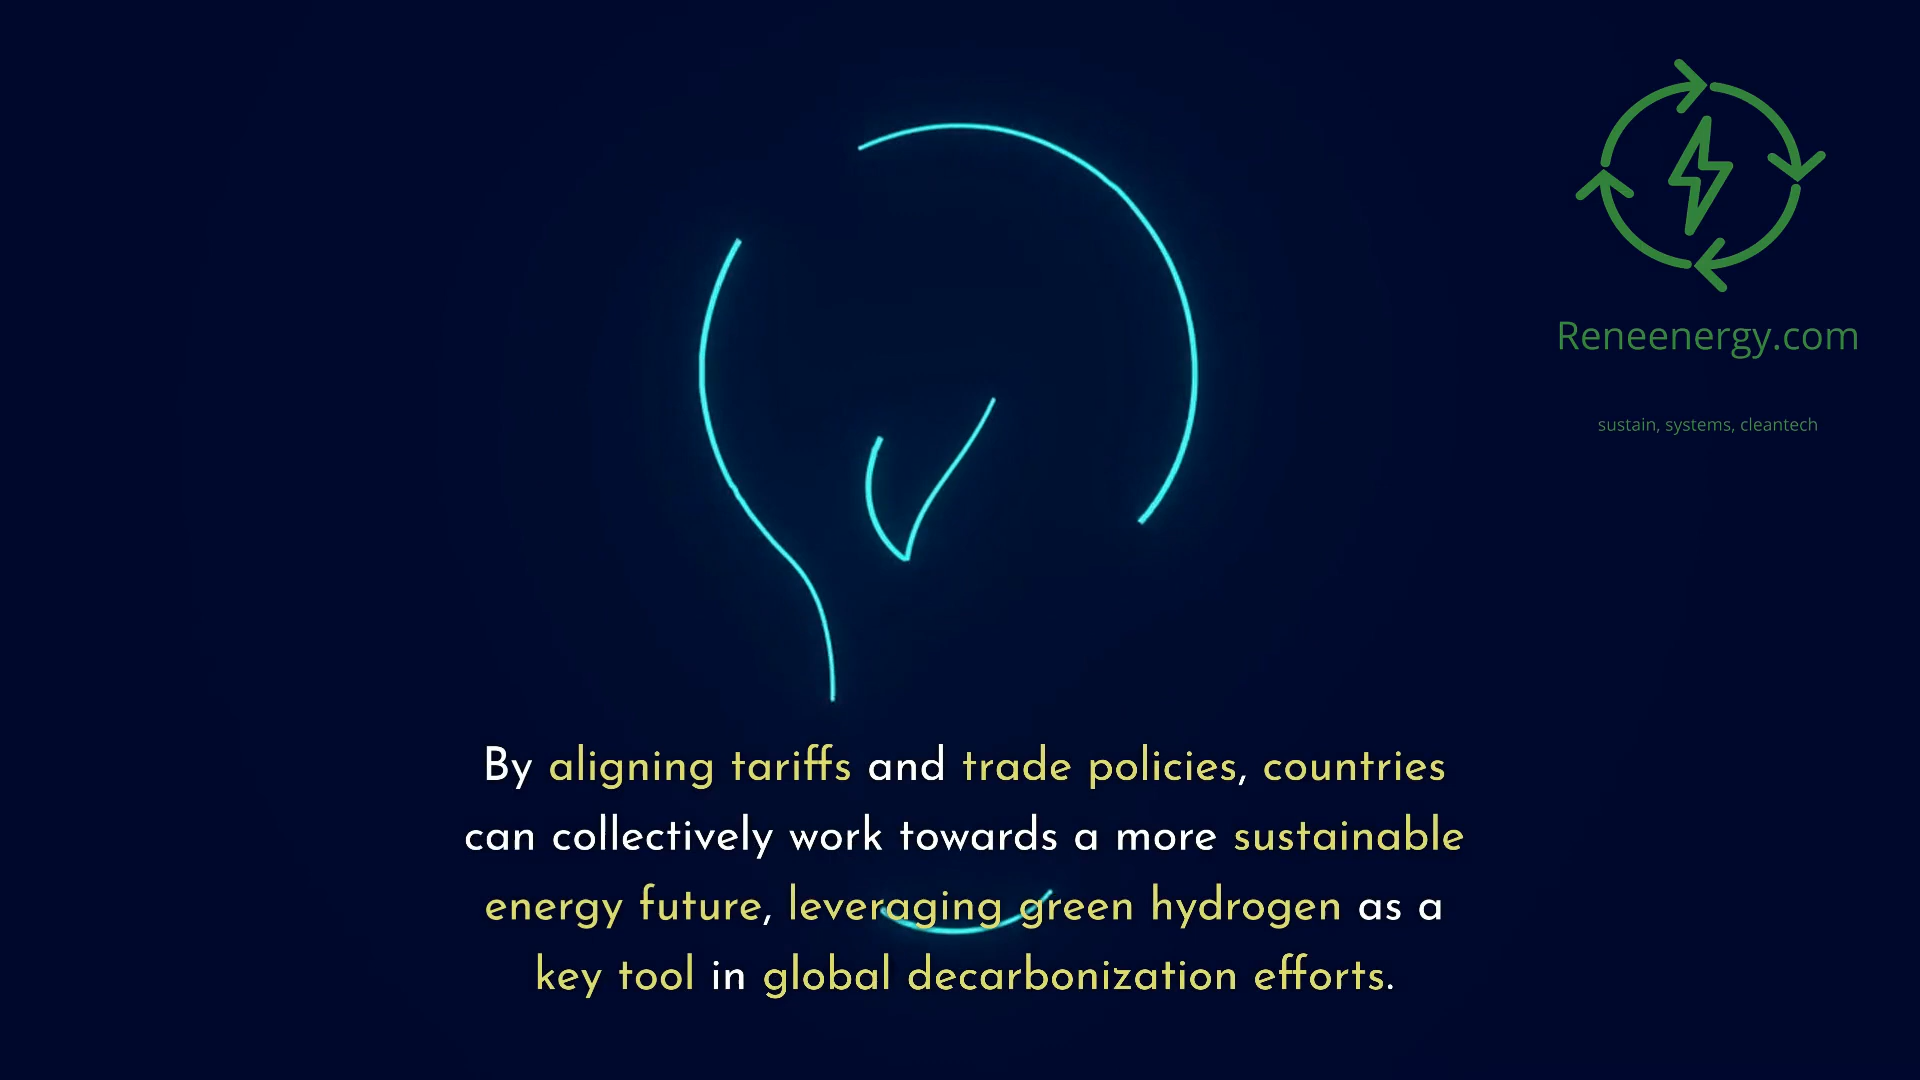 Reneenergy.com
sustain, systems, cleantech
By aligning tariffs and trade policies, countries
can collectively work towards a more sustainable
energy future, leveraging green hydrogen as a
key tool in global decarbonization efforts.